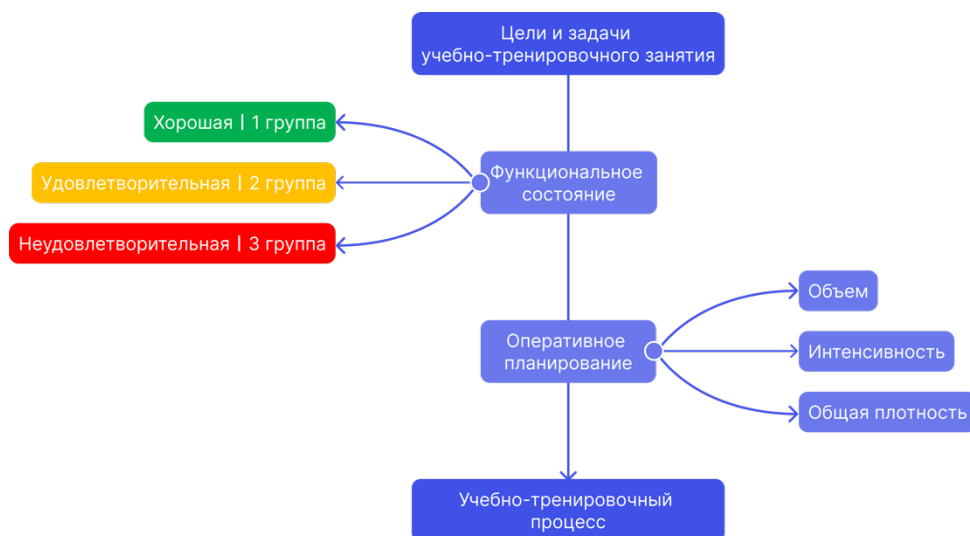 Цели и задачи
учебно-тренировочного занятия
Хорошая | 1 группа
Удовлетворительная | 2 группа
Неудовлетворительная | 3 группа
Функциональное
состояние
Оперативное
планирование
Объем
Интенсивность
Общая плотность
Учебно-тренировочный
процесс